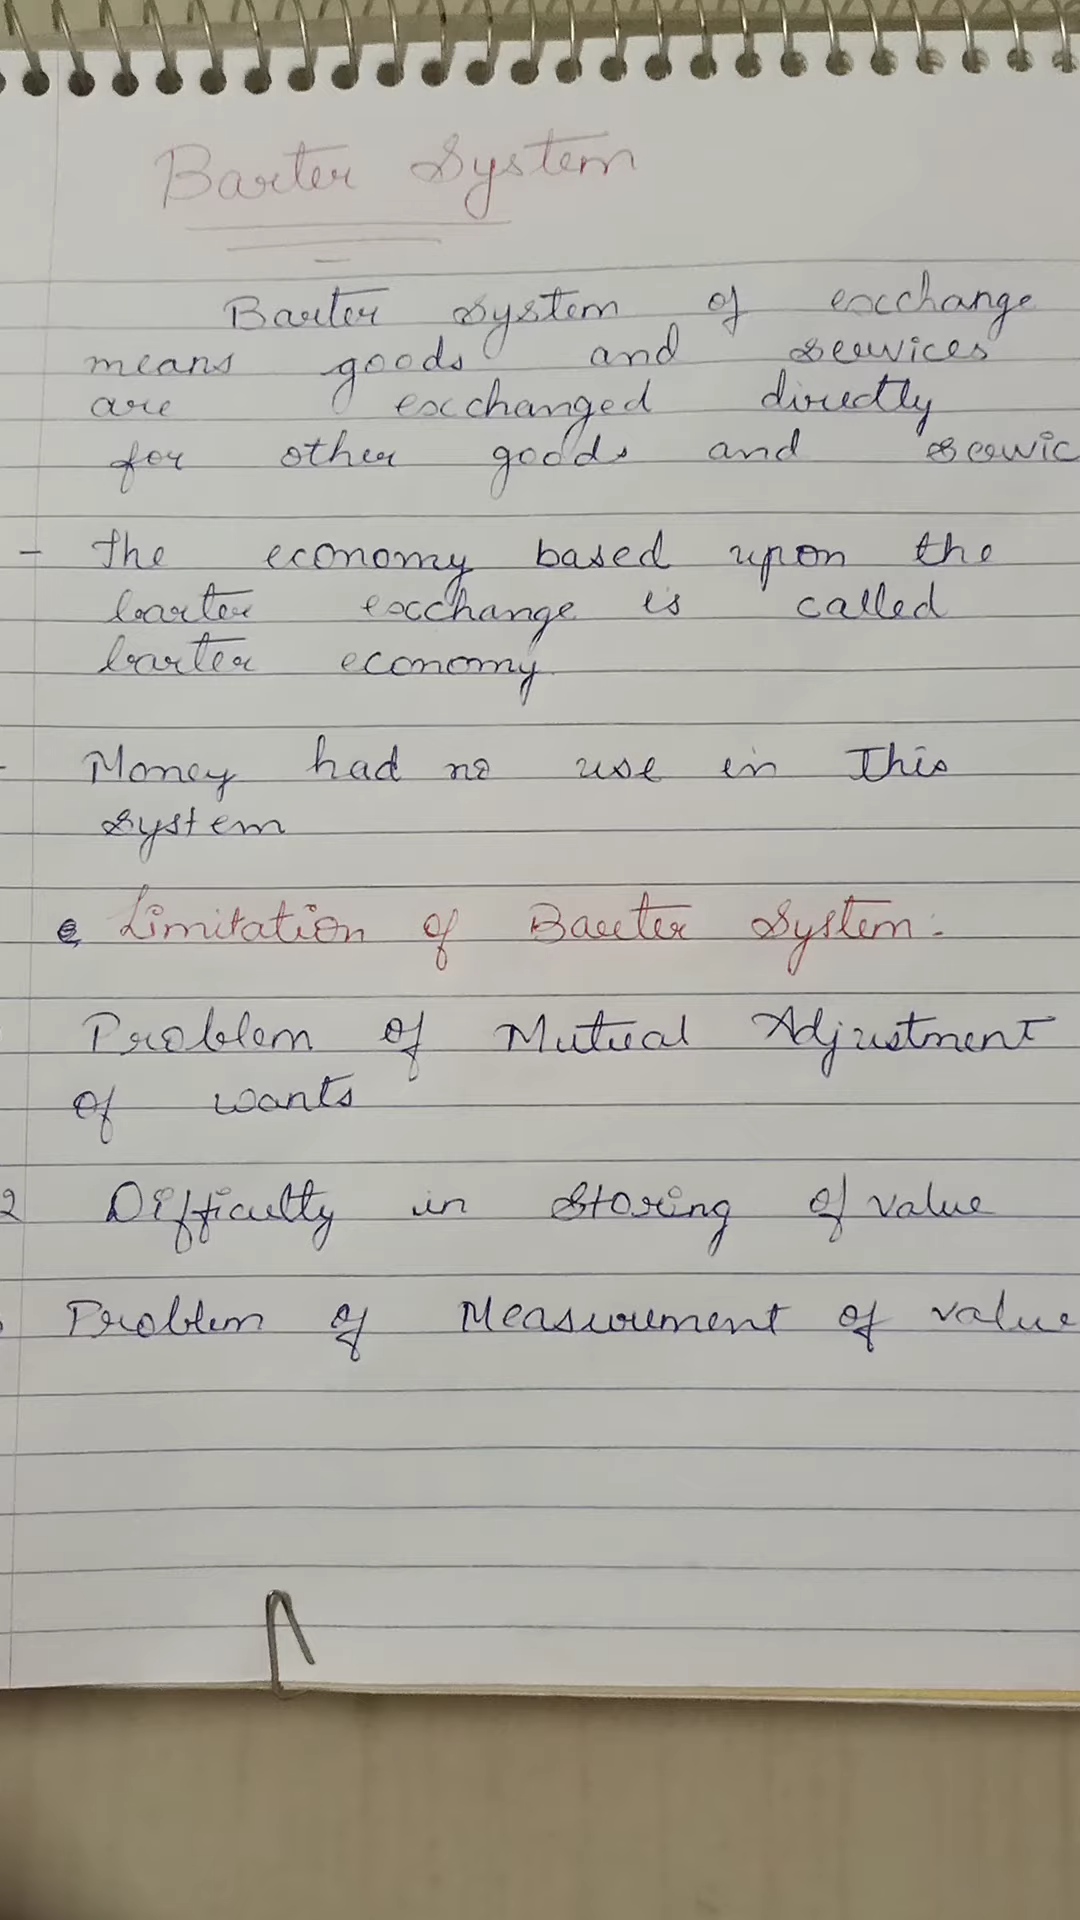 Barter System
Barter system of exchange
means goods and services
are exchanged directly
for other goods and servic
- The economy based upon the
barter exchange is called
barter economy
- Money had no use in This
system
Limitation of Barter System.
Problem of Mutual Adjustment
of wants
2 Difficulty in Storing of value
Problem of Measurement of value